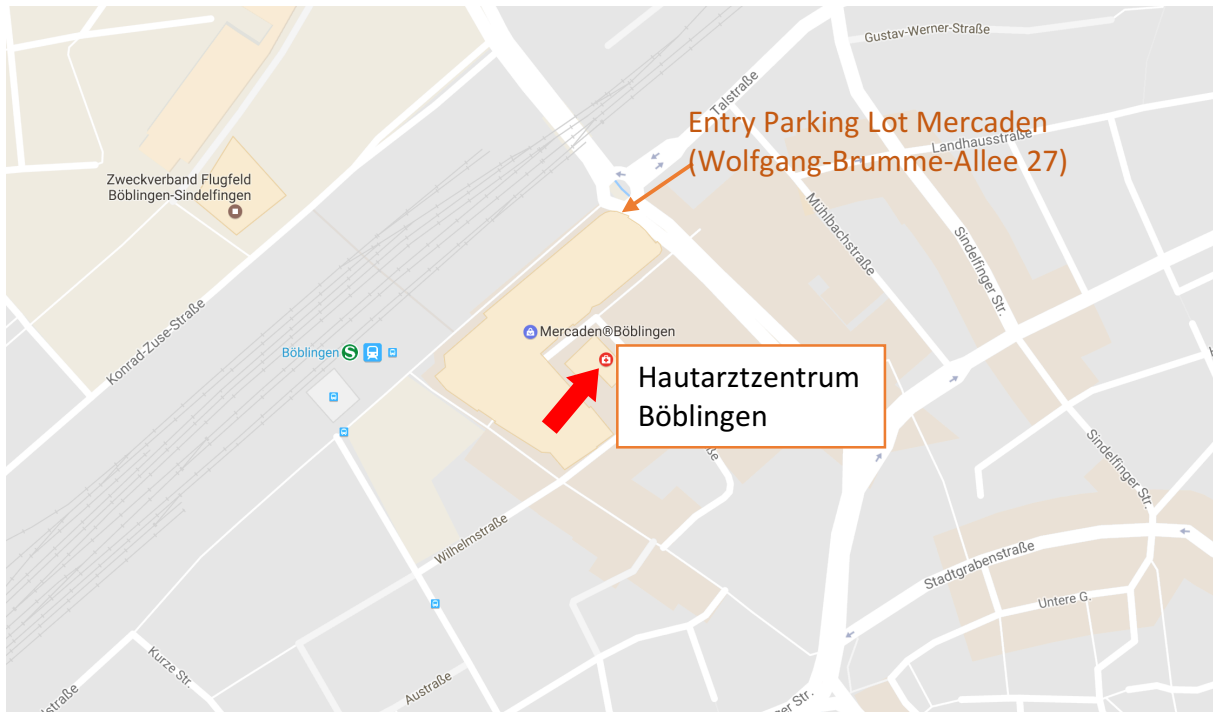 Gustav-Werner-Straße
Talstraße
Entry Parking Lot Mercaden
(Wolfgang-Brumme-Allee 27)
Landhausstraße
Zweckverband Flugfeld
Böblingen-Sindelfingen
Mühlbachstraße
Sindelfinger Str.
Konrad-Zuse-Straße
Mercaden®Böblingen
Böblingen S
Hautarztzentrum
Böblingen
Sindelfinger Str.
Wilhelmstraße
Stadtgrabenstraße
Untere G.
Kurze Str.
Austraße